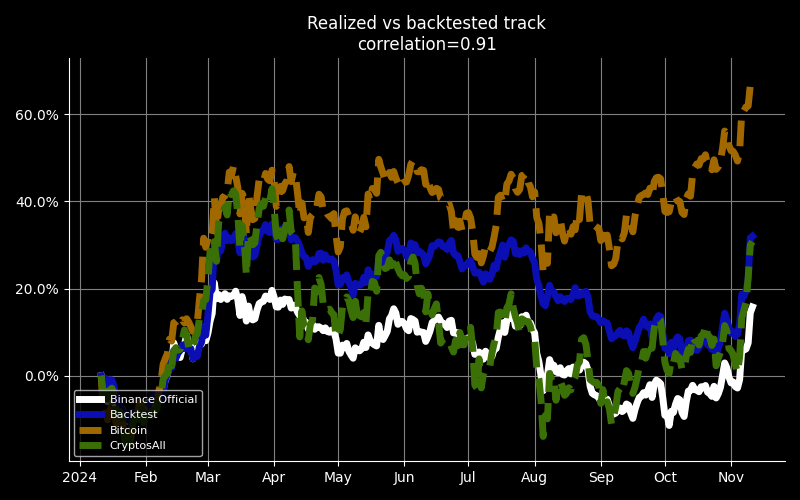 Realized vs backtested track
correlation=0.91
60.0%
40.0%
20.0%
0.0%
Binance Official
Backtest
Bitcoin
CryptosAll
2024 Feb Mar Apr May Jun Jul Aug Sep Oct Nov